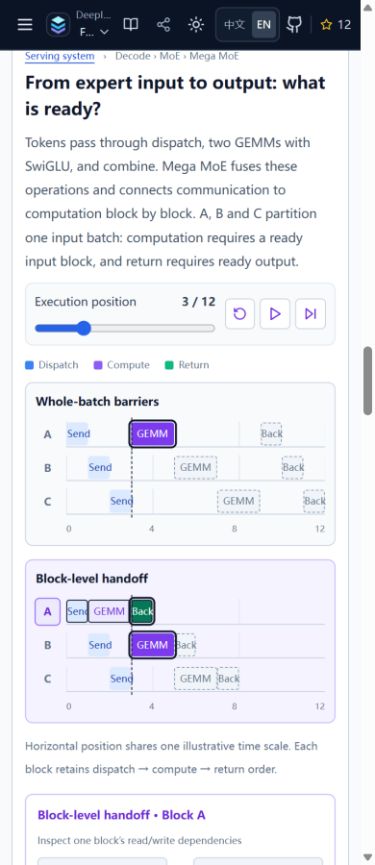 Deepl...
F...
中文
EN
12
Serving system › Decode › MoE › Mega MoE
From expert input to output: what
is ready?
Tokens pass through dispatch, two GEMMs with
SwiGLU, and combine. Mega MoE fuses these
operations and connects communication to
computation block by block. A, B and C partition
one input batch: computation requires a ready
input block, and return requires ready output.
Execution position 3 / 12
Dispatch Compute Return
Whole-batch barriers
A Send GEMM Back
B Send GEMM Back
C Send GEMM Back
0 4 8 12
Block-level handoff
A Send GEMM Back
B Send GEMM Back
C Send GEMM Back
0 4 8 12
Horizontal position shares one illustrative time scale. Each
block retains dispatch → compute → return order.
Block-level handoff • Block A
Inspect one block's read/write dependencies